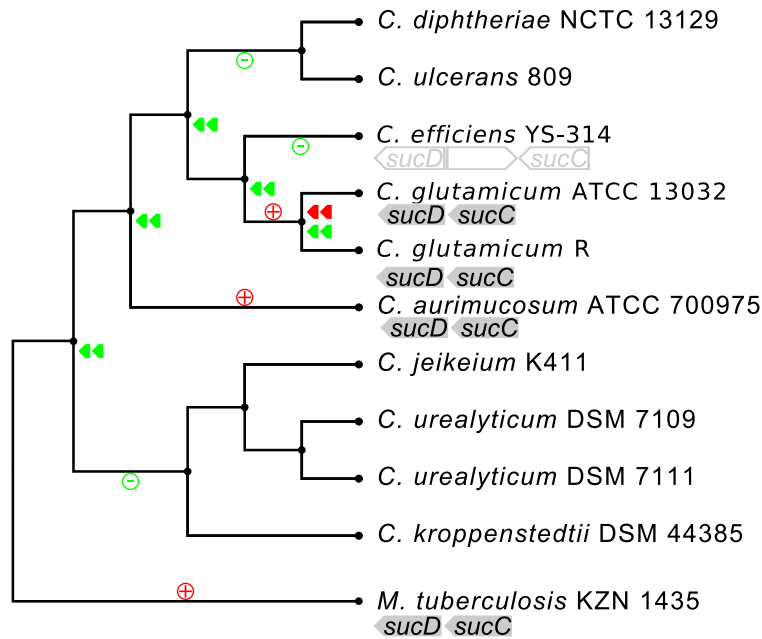 C. diphtheriae NCTC 13129
C. ulcerans 809
C. efficiens YS-314
sucD sucC
C. glutamicum ATCC 13032
sucD sucC
C. glutamicum R
sucD sucC
C. aurimucosum ATCC 700975
sucD sucC
C. jeikeium K411
C. urealyticum DSM 7109
C. urealyticum DSM 7111
C. kroppenstedtii DSM 44385
M. tuberculosis KZN 1435
sucD sucC